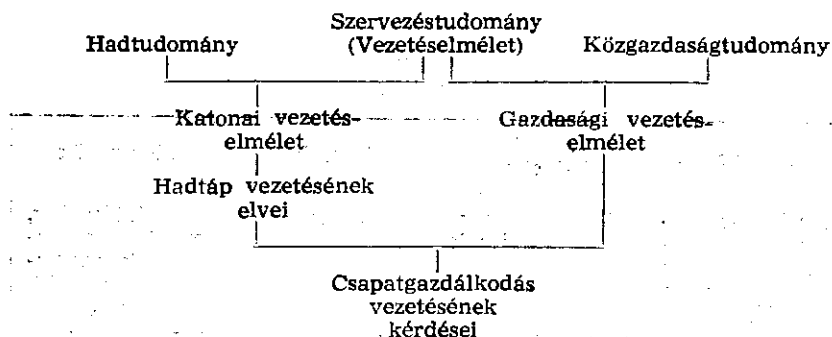 Szervezéstudomány
Hadtudomány (Vezetéselmélet) Közgazdaságtudomány
Katonai vezetés- Gazdasági vezetés-
elmélet elmélet
Hadtáp vezetésének
elvei
Csapatgazdálkodás
vezetésének
kérdései